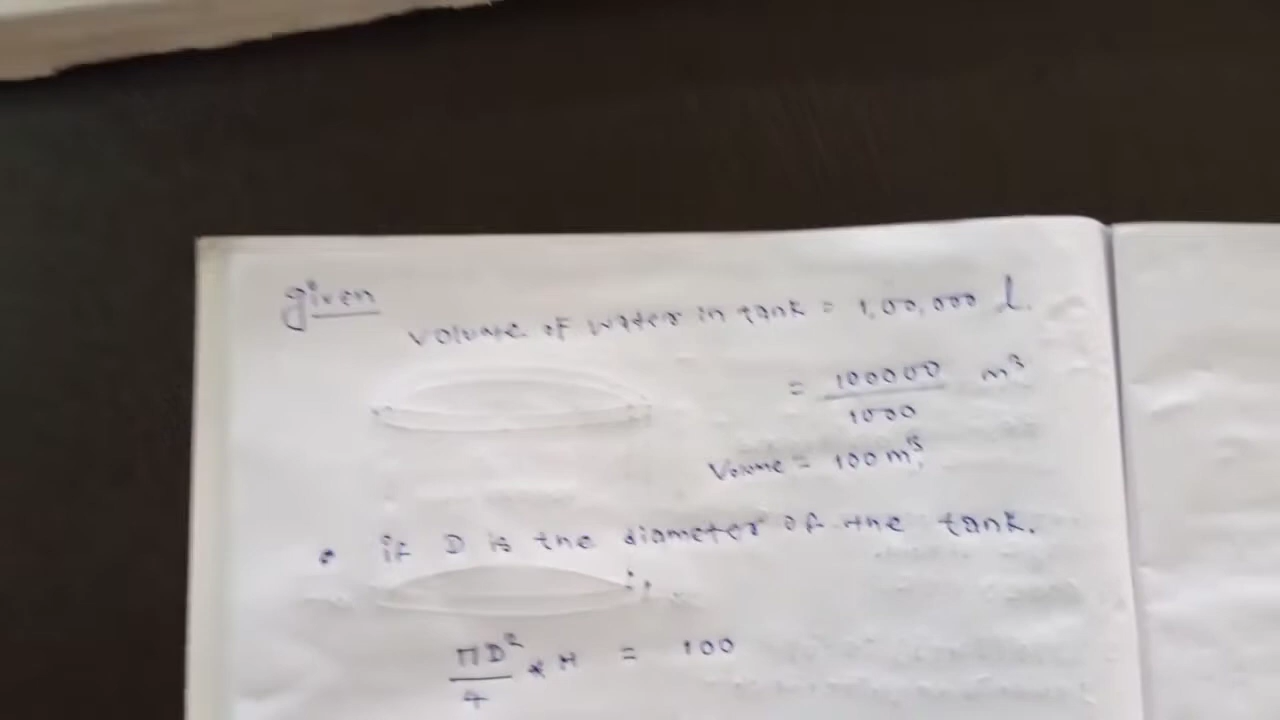 given
volume of water in tank = 1,00,000 l.
= 100000/1000 m³
Volume = 100 m³.
• if D is the diameter of the tank.
πD²/4 * H = 100